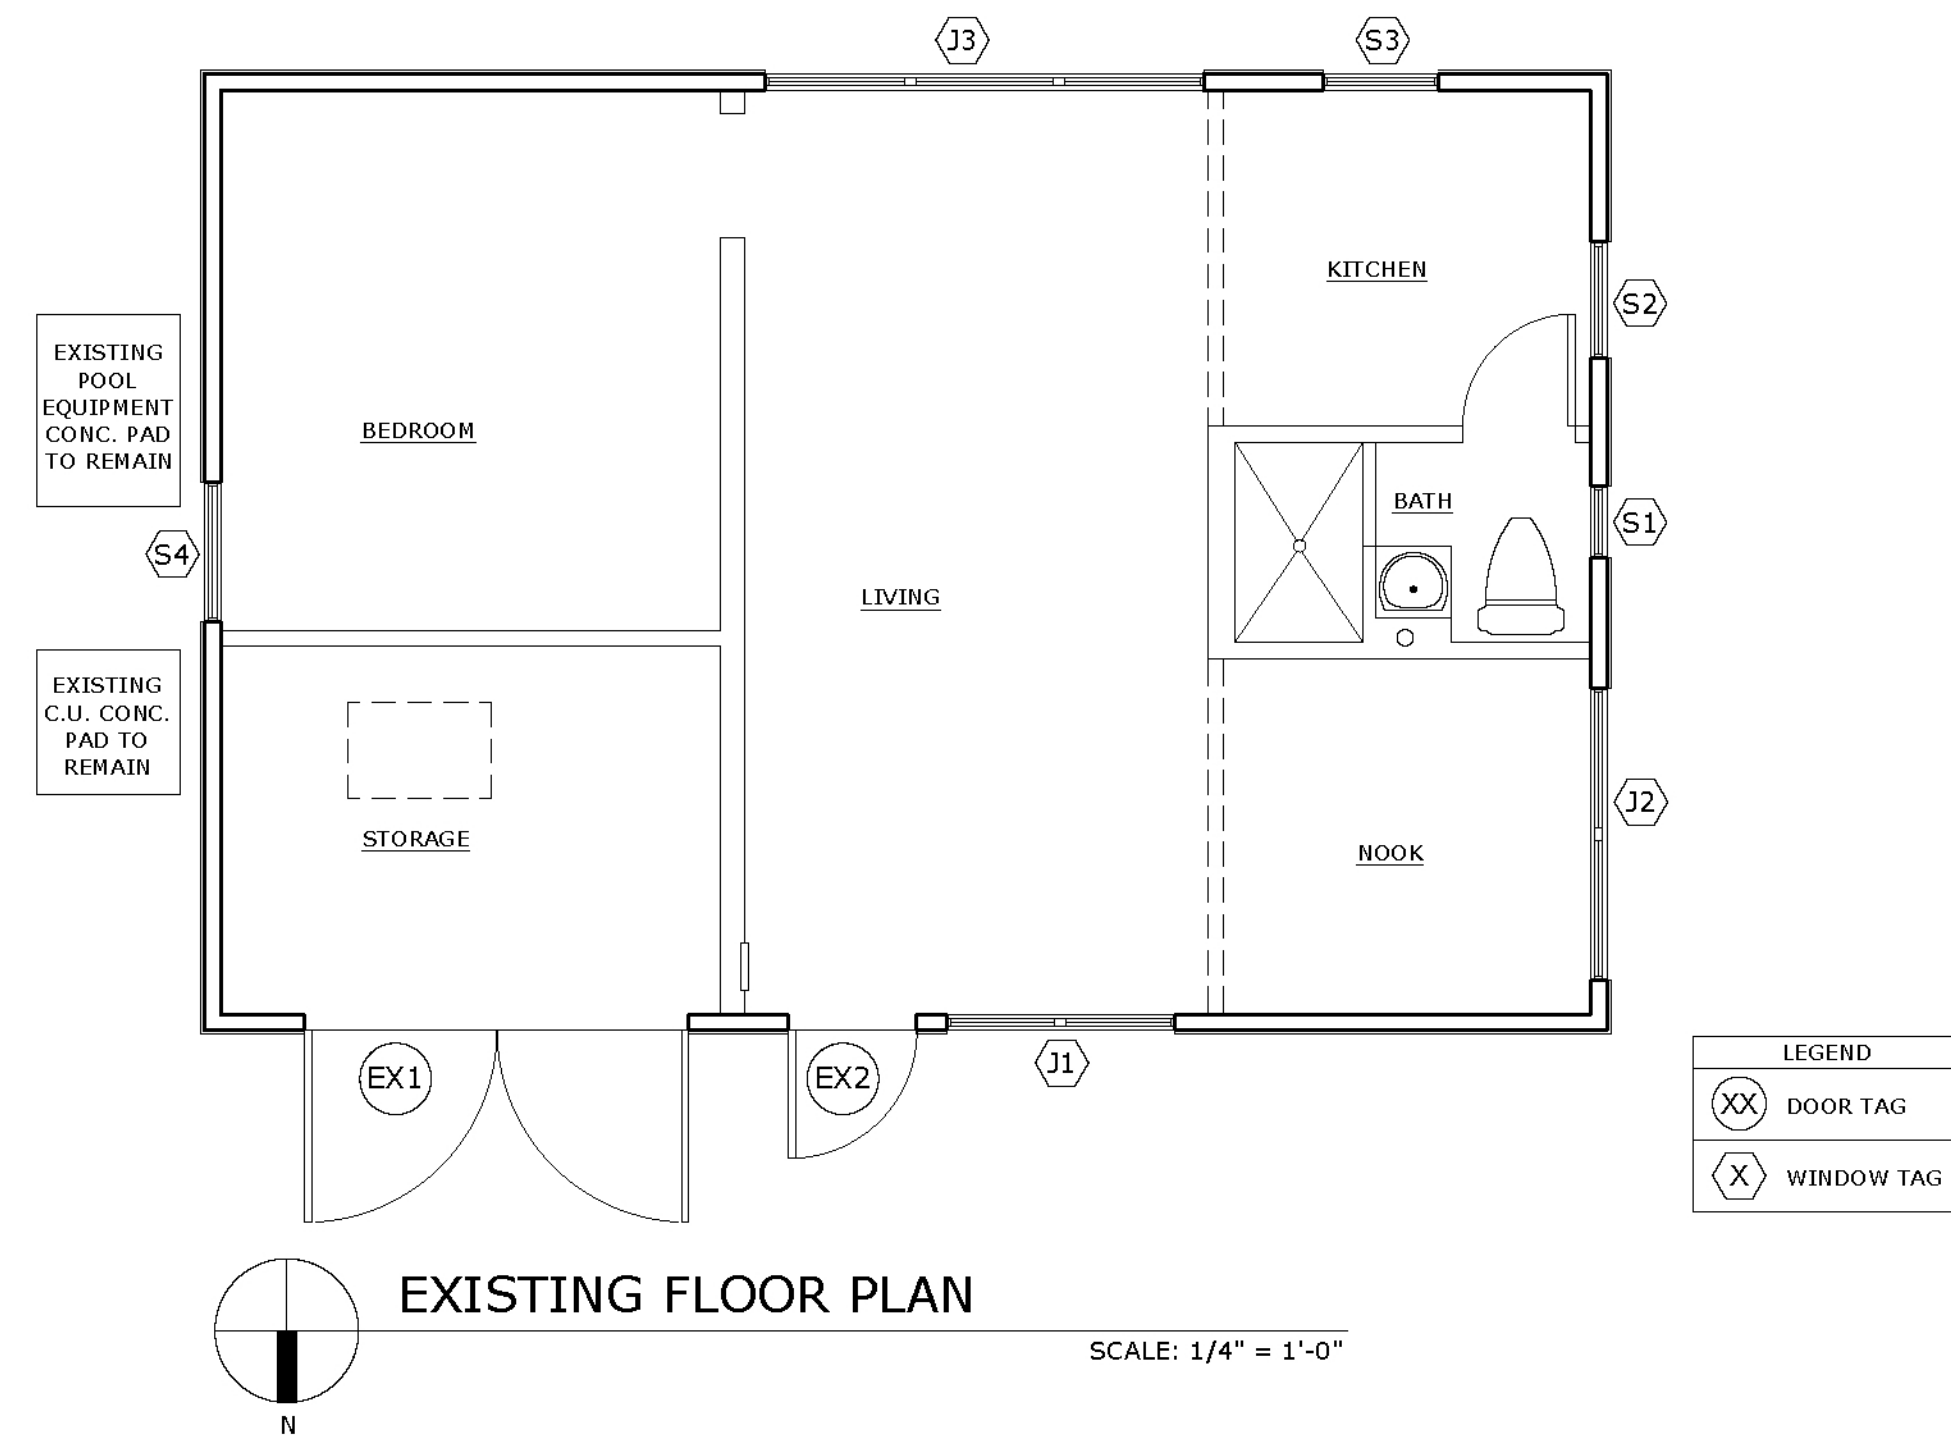 J3
S3
KITCHEN
S2
EXISTING
POOL
EQUIPMENT
CONC. PAD
TO REMAIN
BEDROOM
BATH
S1
S4
LIVING
EXISTING
C.U. CONC.
PAD TO
REMAIN
J2
STORAGE
NOOK
EX1
EX2
J1
LEGEND
XX DOOR TAG
X WINDOW TAG
EXISTING FLOOR PLAN
SCALE: 1/4" = 1'-0"
N